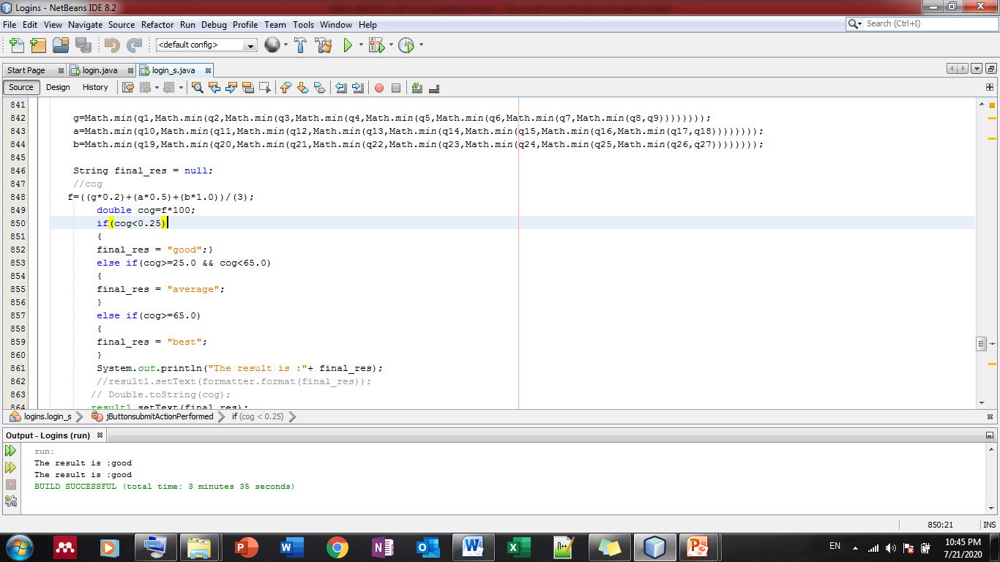 Logins - NetBeans IDE 8.2
File Edit View Navigate Source Refactor Run Debug Profile Team Tools Window Help
Search (Ctrl+I)
<default config>
Start Page login.java login_s.java
Source Design History
841
842 g=Math.min(q1,Math.min(q2,Math.min(q3,Math.min(q4,Math.min(q5,Math.min(q6,Math.min(q7,Math.min(q8,q9))))))));
843 a=Math.min(q10,Math.min(q11,Math.min(q12,Math.min(q13,Math.min(q14,Math.min(q15,Math.min(q16,Math.min(q17,q18))))))));
844 b=Math.min(q19,Math.min(q20,Math.min(q21,Math.min(q22,Math.min(q23,Math.min(q24,Math.min(q25,Math.min(q26,q27))))))));
845
846 String final_res = null;
847 //cog
848 f=((g*0.2)+(a*0.5)+(b*1.0))/(3);
849 double cog=f*100;
850 if(cog<0.25)
851 {
852 final_res = "good";}
853 else if(cog>=25.0 && cog<65.0)
854 {
855 final_res = "average";
856 }
857 else if(cog>=65.0)
858 {
859 final_res = "best";
860 }
861 System.out.println("The result is :"+ final_res);
862 //result1.setText(formatter.format(final_res));
863 // Double.toString(cog);
864 result1.setText(final_res);
logins.login_s jButtonsubmitActionPerformed if (cog < 0.25)
Output - Logins (run)
run:
The result is :good
The result is :good
BUILD SUCCESSFUL (total time: 3 minutes 35 seconds)
850:21 INS
EN
10:45 PM
7/21/2020